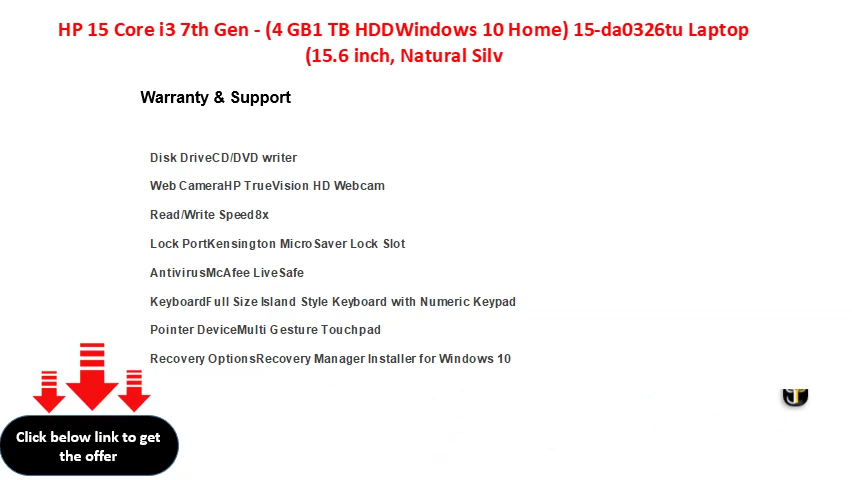 HP 15 Core i3 7th Gen - (4 GB1 TB HDDWindows 10 Home) 15-da0326tu Laptop
(15.6 inch, Natural Silv
Warranty & Support
Disk DriveCD/DVD writer
Web CameraHP TrueVision HD Webcam
Read/Write Speed8x
Lock PortKensington MicroSaver Lock Slot
AntivirusMcAfee LiveSafe
KeyboardFull Size Island Style Keyboard with Numeric Keypad
Pointer DeviceMulti Gesture Touchpad
Recovery OptionsRecovery Manager Installer for Windows 10
Click below link to get
the offer